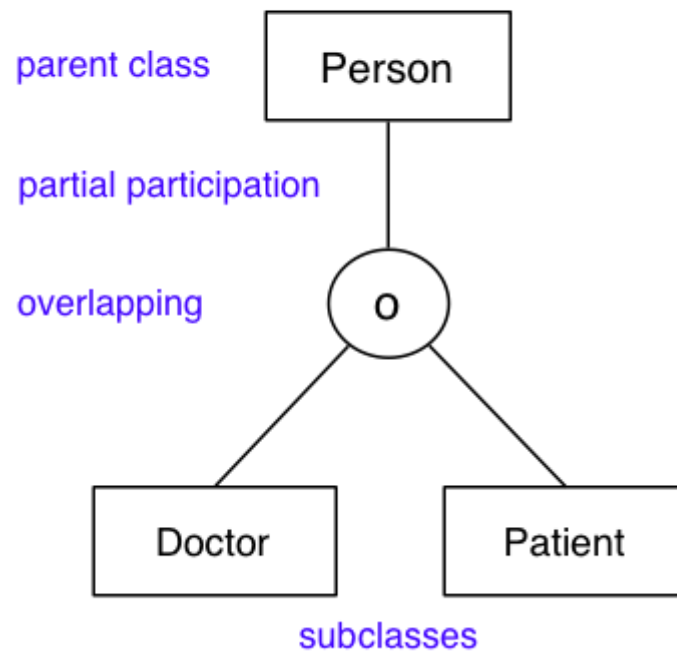 parent class
Person
partial participation
overlapping
o
Doctor
Patient
subclasses